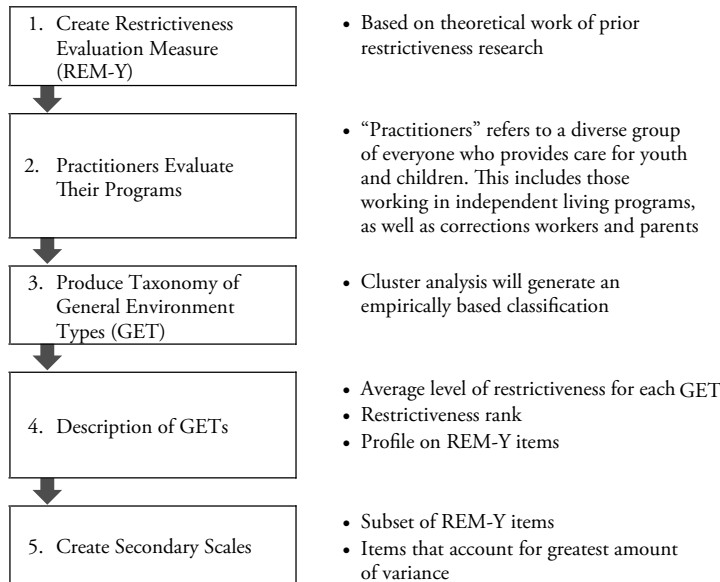 1. Create Restrictiveness
Evaluation Measure
(REM-Y)
• Based on theoretical work of prior
restrictiveness research
2. Practitioners Evaluate
Their Programs
• “Practitioners” refers to a diverse group
of everyone who provides care for youth
and children. This includes those
working in independent living programs,
as well as corrections workers and parents
3. Produce Taxonomy of
General Environment
Types (GET)
• Cluster analysis will generate an
empirically based classification
4. Description of GETs
• Average level of restrictiveness for each GET
• Restrictiveness rank
• Profile on REM-Y items
5. Create Secondary Scales
• Subset of REM-Y items
• Items that account for greatest amount
of variance